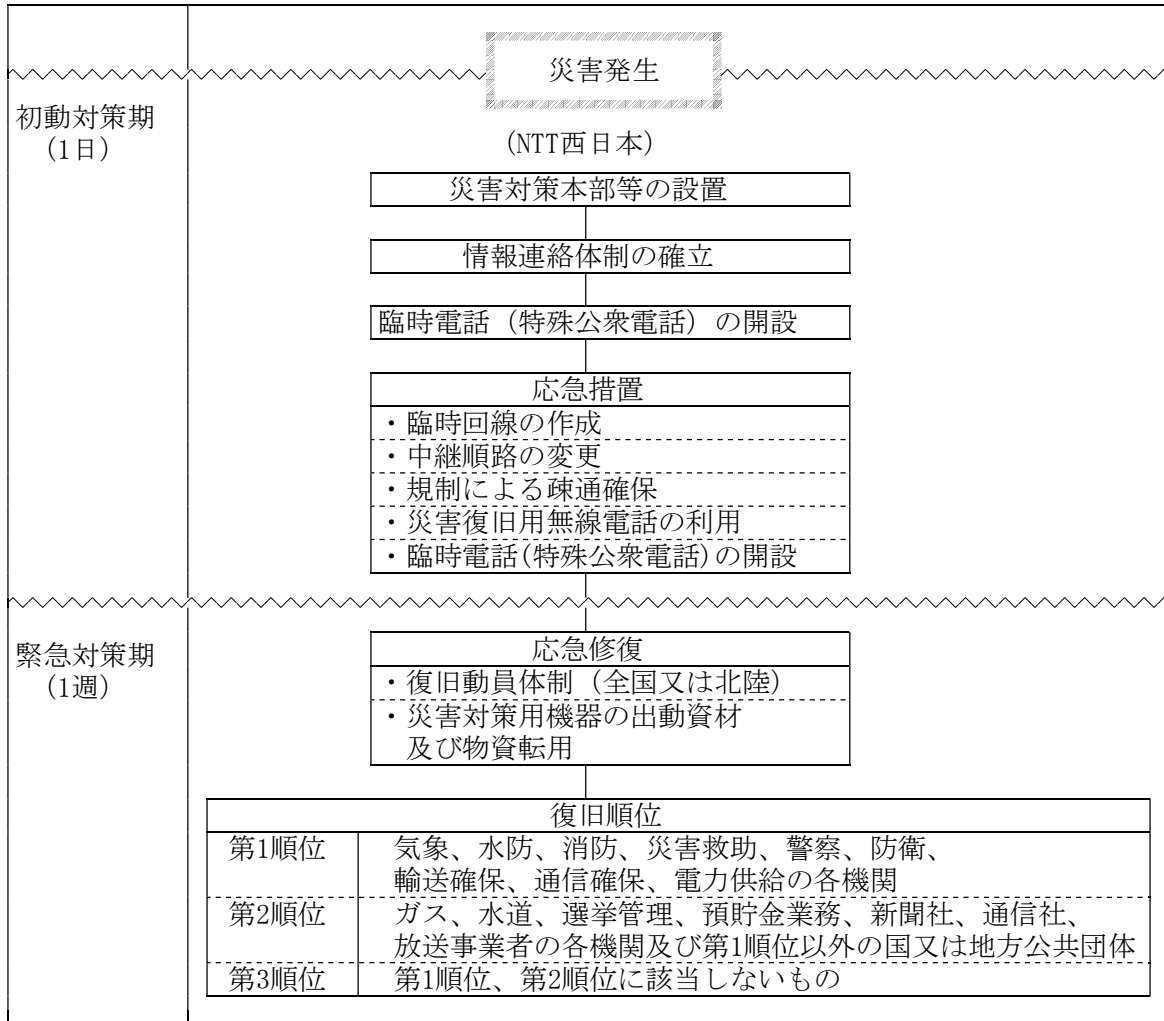 災害発生
初動対策期
(1日)
(NTT西日本)
災害対策本部等の設置
情報連絡体制の確立
臨時電話(特殊公衆電話)の開設
応急措置
・臨時回線の作成
・中継順路の変更
・規制による疎通確保
・災害復旧用無線電話の利用
・臨時電話(特殊公衆電話)の開設
緊急対策期
(1週)
応急修復
・復旧動員体制(全国又は北陸)
・災害対策用機器の出動資材
及び物資転用
復旧順位
第1順位 気象、水防、消防、災害救助、警察、防衛、
輸送確保、通信確保、電力供給の各機関
第2順位 ガス、水道、選挙管理、預貯金業務、新聞社、通信社、
放送事業者の各機関及び第1順位以外の国又は地方公共団体
第3順位 第1順位、第2順位に該当しないもの